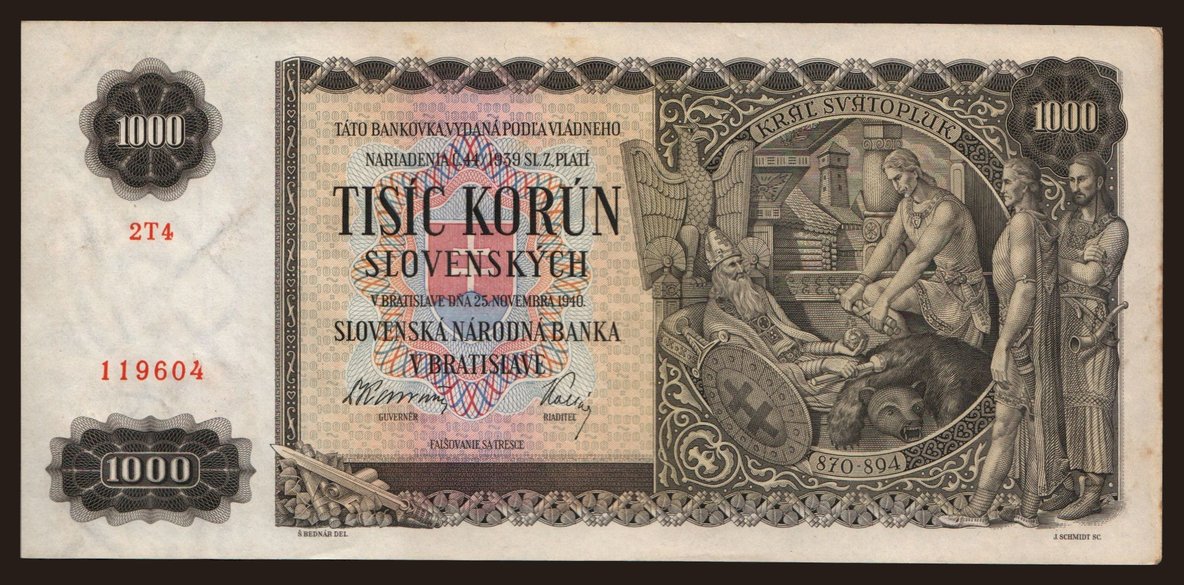 1000
2T4
119604
1000
TÁTO BANKOVKA VYDANÁ PODĽA VLÁDNEHO
NARIADENIA Č. 44/1939 SL. Z. PLATÍ
TISÍC KORÚN
SLOVENSKÝCH
V BRATISLAVE DŇA 25. NOVEMBRA 1940.
SLOVENSKÁ NÁRODNÁ BANKA
V BRATISLAVE
GUVERNÉR
RIADITEĽ
FALŠOVANIE SA TRESCE
KRÁĽ SVÄTOPLUK
1000
870-894
Š. BEDNÁR DEL.
J. SCHMIDT SC.